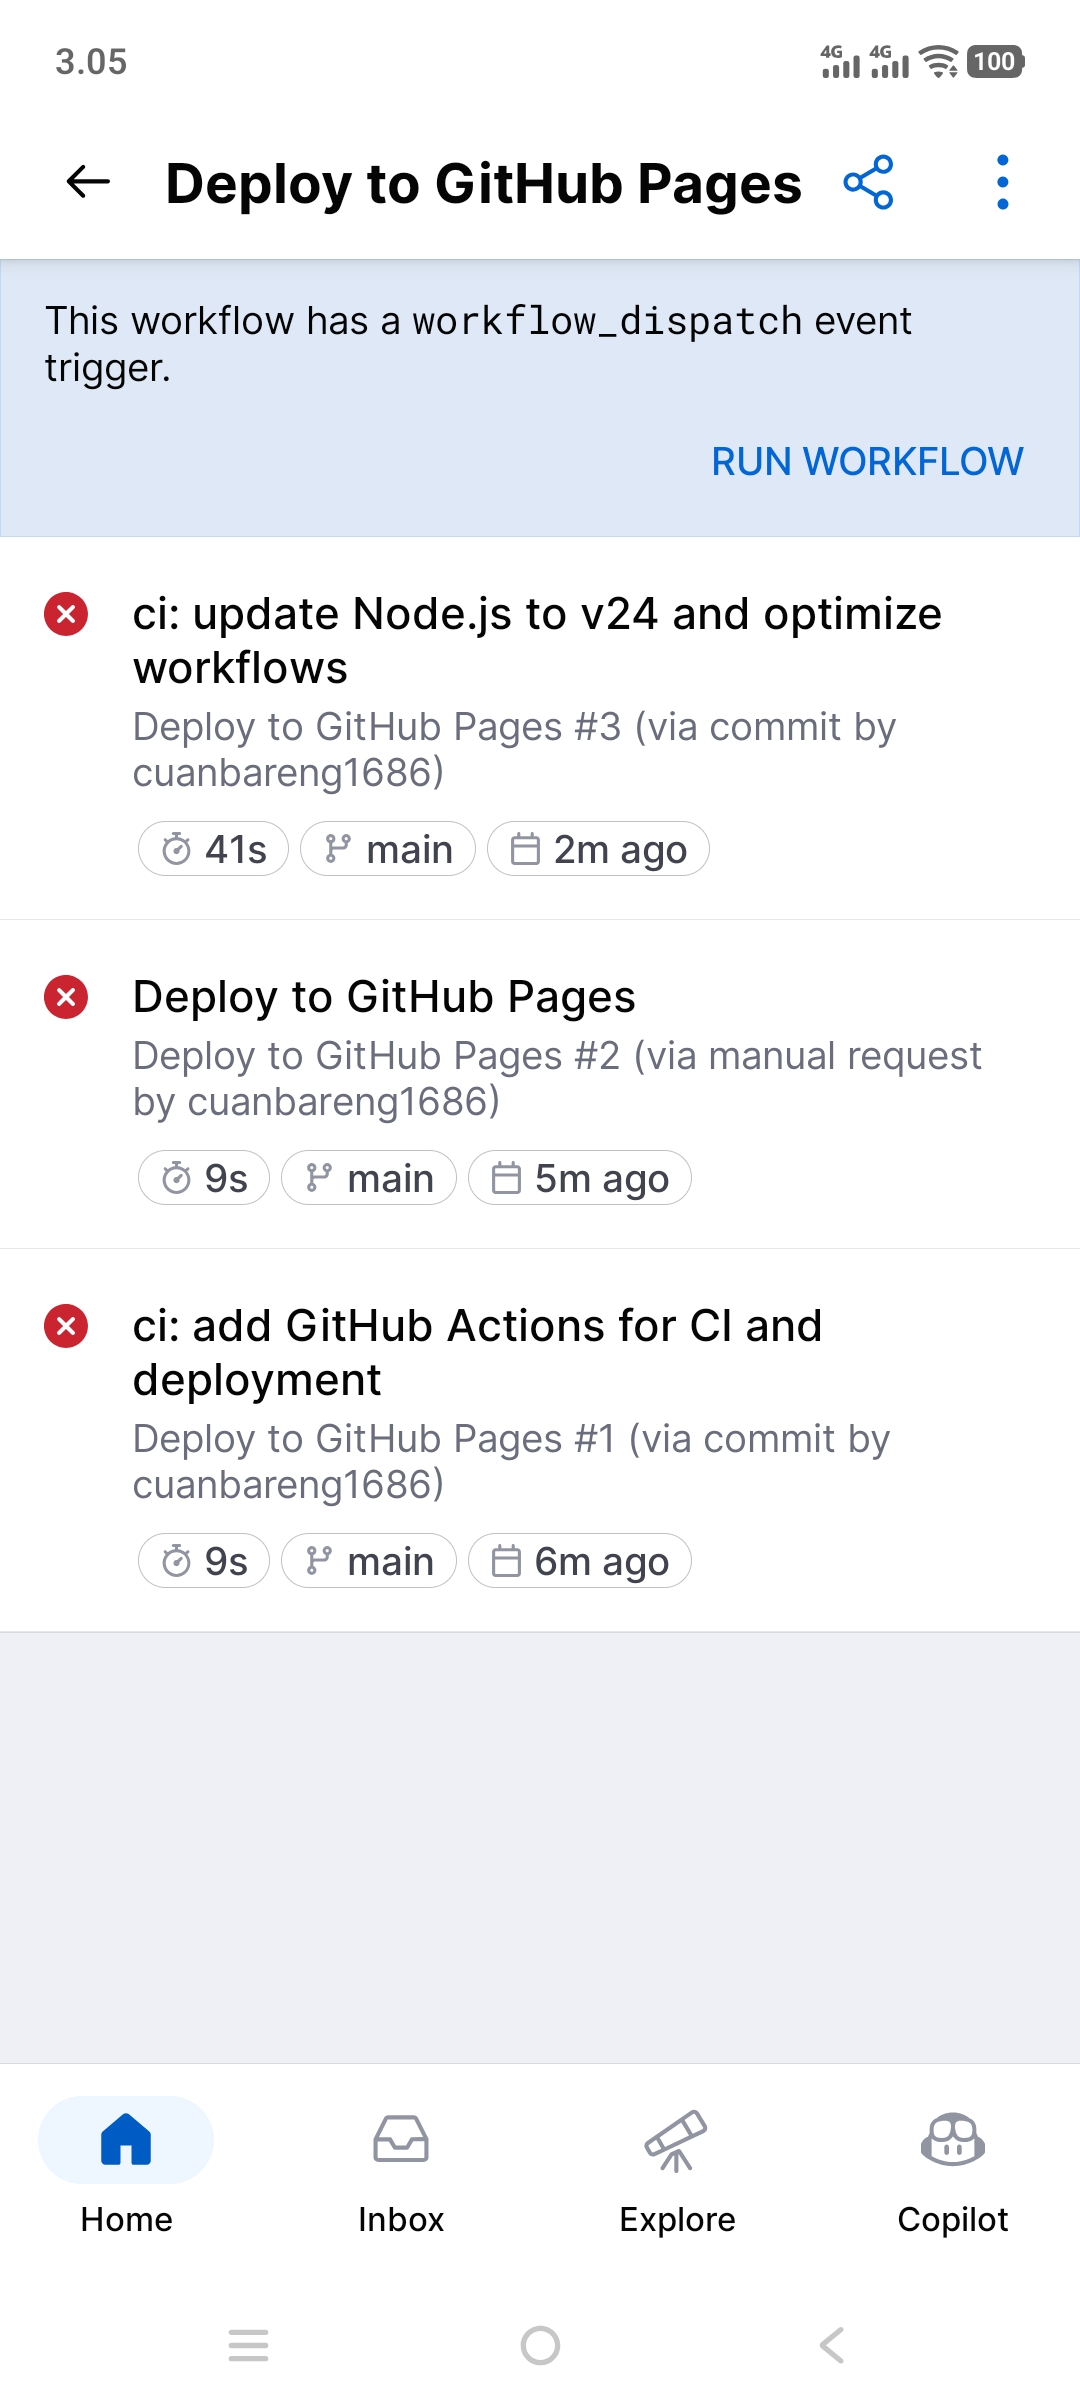 3.05
4G 4G 100
Deploy to GitHub Pages
This workflow has a workflow_dispatch event
trigger.
RUN WORKFLOW
ci: update Node.js to v24 and optimize
workflows
Deploy to GitHub Pages #3 (via commit by
cuanbareng1686)
41s main 2m ago
Deploy to GitHub Pages
Deploy to GitHub Pages #2 (via manual request
by cuanbareng1686)
9s main 5m ago
ci: add GitHub Actions for CI and
deployment
Deploy to GitHub Pages #1 (via commit by
cuanbareng1686)
9s main 6m ago
Home Inbox Explore Copilot